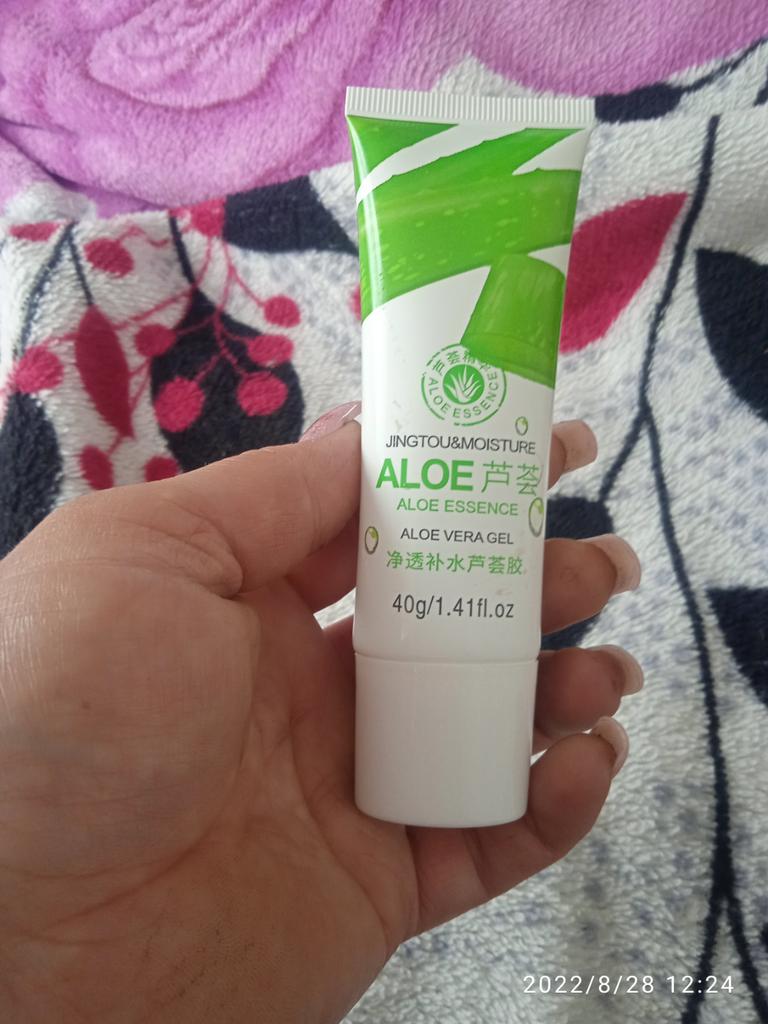 芦荟精华
ALOE ESSENCE
JINGTOU&MOISTURE
ALOE 芦荟
ALOE ESSENCE
ALOE VERA GEL
净透补水芦荟胶
40g/1.41fl.oz
2022/8/28 12:24